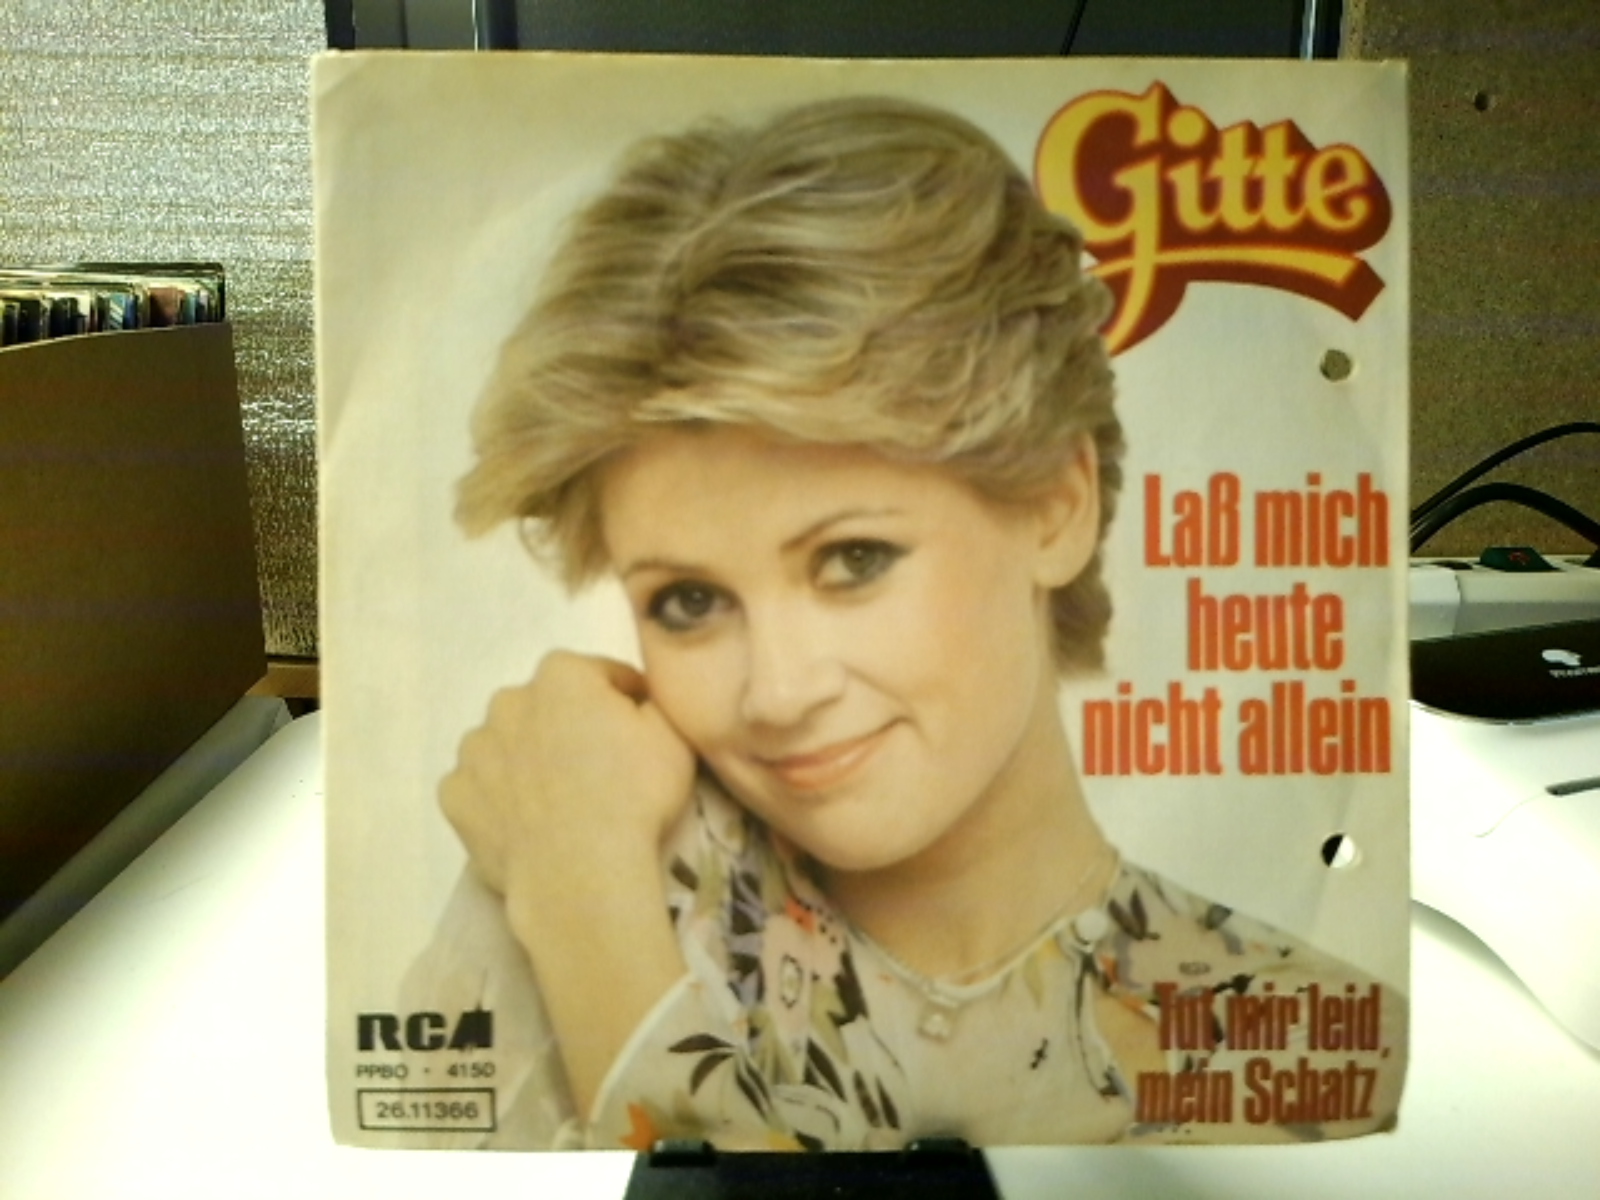 Gitte
Laß mich
heute
nicht allein
Tut mir leid,
mein Schatz
RCA
PPBO · 4150
26.11366